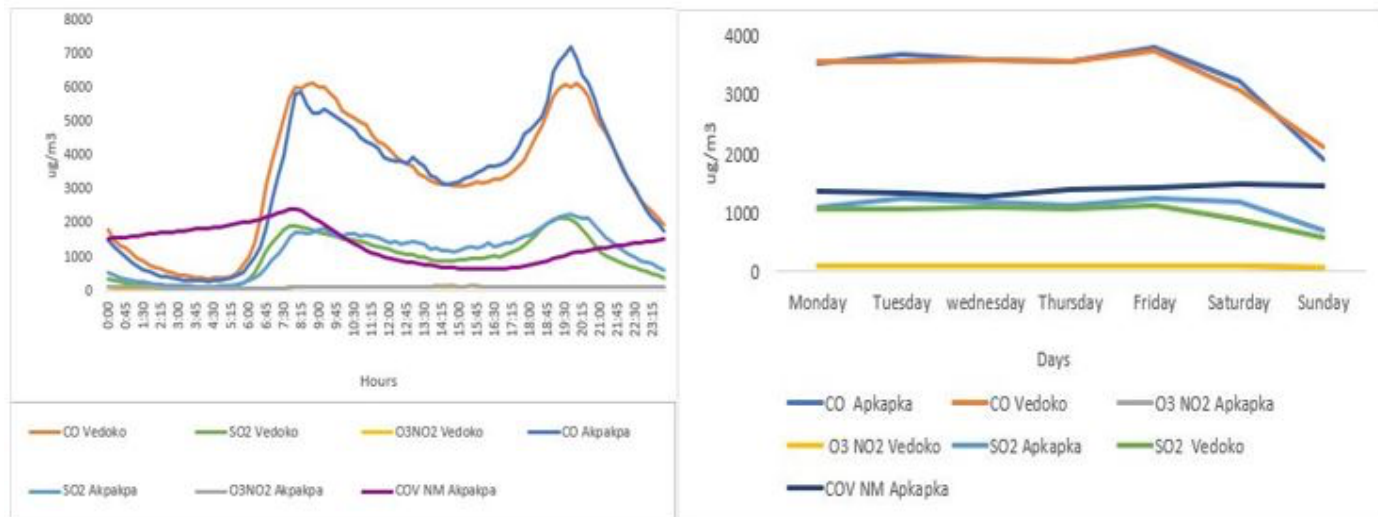 8000
7000
6000
5000
4000
3000
2000
1000
0
ug/m3
0:00 0:45 1:30 2:15 3:00 3:45 4:30 5:15 6:00 6:45 7:30 8:15 9:00 9:45 10:30 11:15 12:00 12:45 13:30 14:15 15:00 15:45 16:30 17:15 18:00 18:45 19:30 20:15 21:00 21:45 22:30 23:15
Hours
CO Vedoko SO2 Vedoko O3NO2 Vedoko CO Akpakpa
SO2 Akpakpa O3NO2 Akpakpa COV NM Akpakpa
4000
3000
2000
1000
0
ug/m3
Monday Tuesday wednesday Thursday Friday Saturday Sunday
Days
CO Apkapka CO Vedoko O3 NO2 Apkapka
O3 NO2 Vedoko SO2 Apkapka SO2 Vedoko
COV NM Apkapka